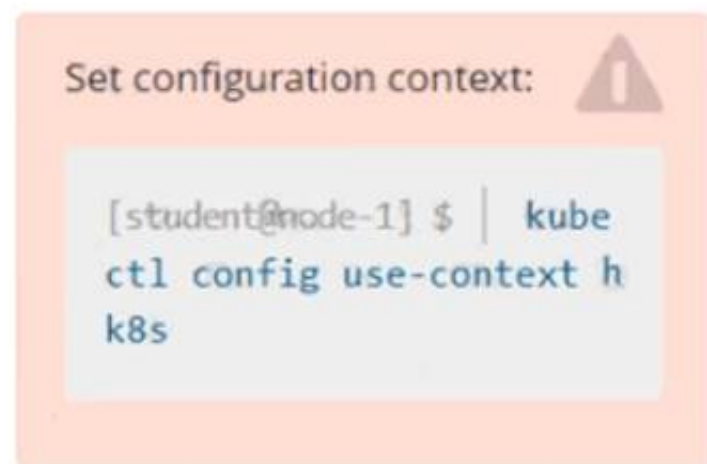 Set configuration context:
[student@node-1] $ | kube
ctl config use-context h
k8s